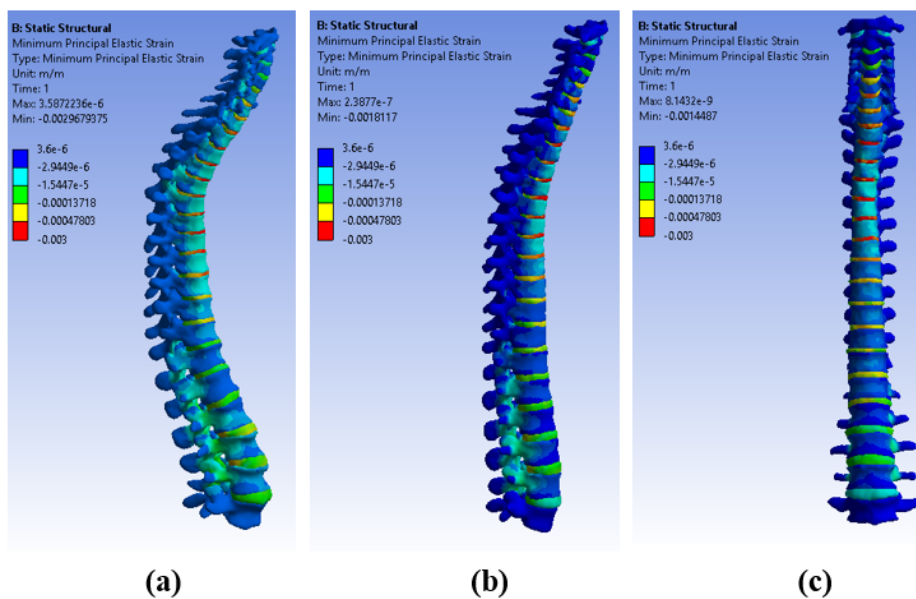 B: Static Structural
Minimum Principal Elastic Strain
Type: Minimum Principal Elastic Strain
Unit: m/m
Time: 1
Max: 3.5872236e-6
Min: -0.0029679375
3.6e-6
-2.9449e-6
-1.5447e-5
-0.00013718
-0.00047803
-0.003
(a)
B: Static Structural
Minimum Principal Elastic Strain
Type: Minimum Principal Elastic Strain
Unit: m/m
Time: 1
Max: 2.3877e-7
Min: -0.0018117
3.6e-6
-2.9449e-6
-1.5447e-5
-0.00013718
-0.00047803
-0.003
(b)
B: Static Structural
Minimum Principal Elastic Strain
Type: Minimum Principal Elastic Strain
Unit: m/m
Time: 1
Max: 8.1432e-9
Min: -0.0014487
3.6e-6
-2.9449e-6
-1.5447e-5
-0.00013718
-0.00047803
-0.003
(c)